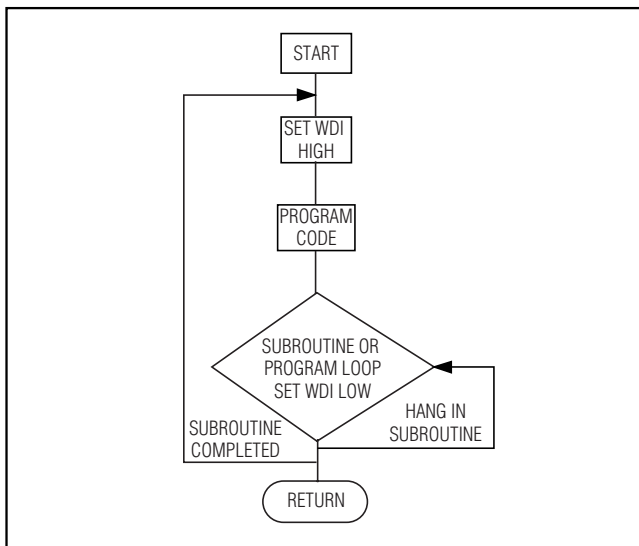 START
SET WDI
HIGH
PROGRAM
CODE
SUBROUTINE OR
PROGRAM LOOP
SET WDI LOW
SUBROUTINE
COMPLETED
HANG IN
SUBROUTINE
RETURN